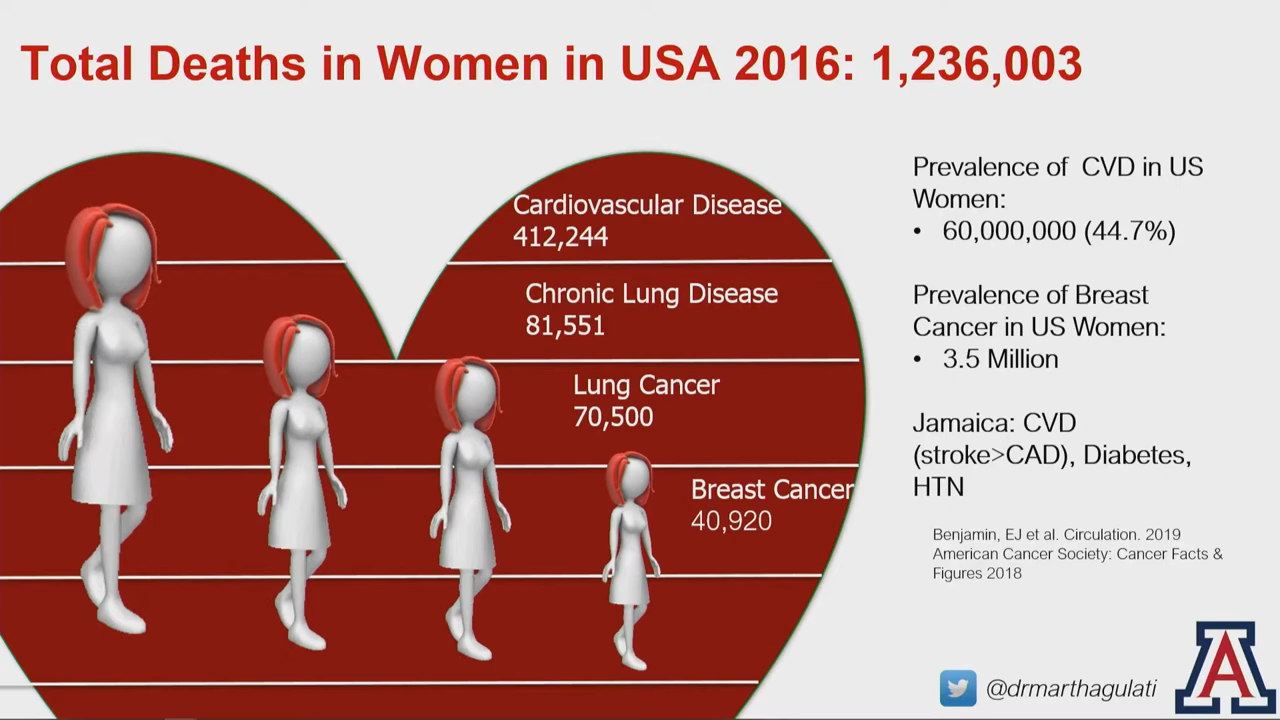 Total Deaths in Women in USA 2016: 1,236,003
Cardiovascular Disease
412,244
Chronic Lung Disease
81,551
Lung Cancer
70,500
Breast Cancer
40,920
Prevalence of CVD in US
Women:
• 60,000,000 (44.7%)
Prevalence of Breast
Cancer in US Women:
• 3.5 Million
Jamaica: CVD
(stroke>CAD), Diabetes,
HTN
Benjamin, EJ et al. Circulation. 2019
American Cancer Society: Cancer Facts &
Figures 2018
@drmarthagulati
A